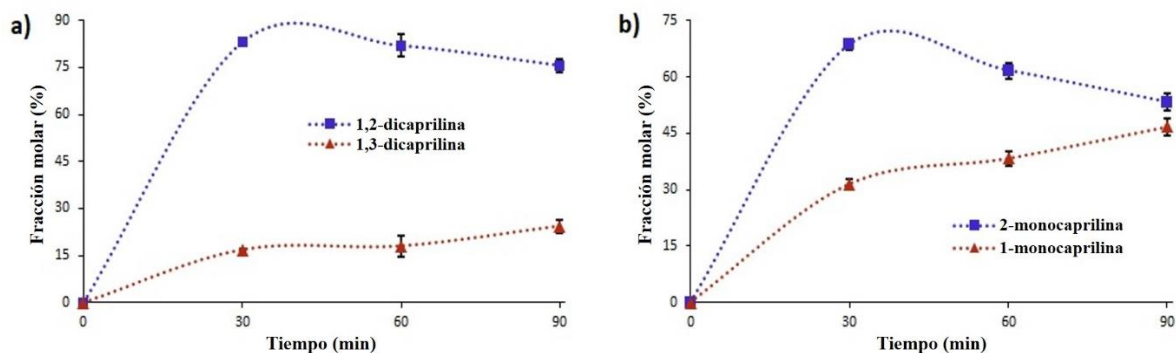 a)
Fracción molar (%)
90
75
60
45
30
15
0
1,2-dicaprilina
1,3-dicaprilina
0 30 60 90
Tiempo (min)
b)
Fracción molar (%)
75
60
45
30
15
0
2-monocaprilina
1-monocaprilina
0 30 60 90
Tiempo (min)